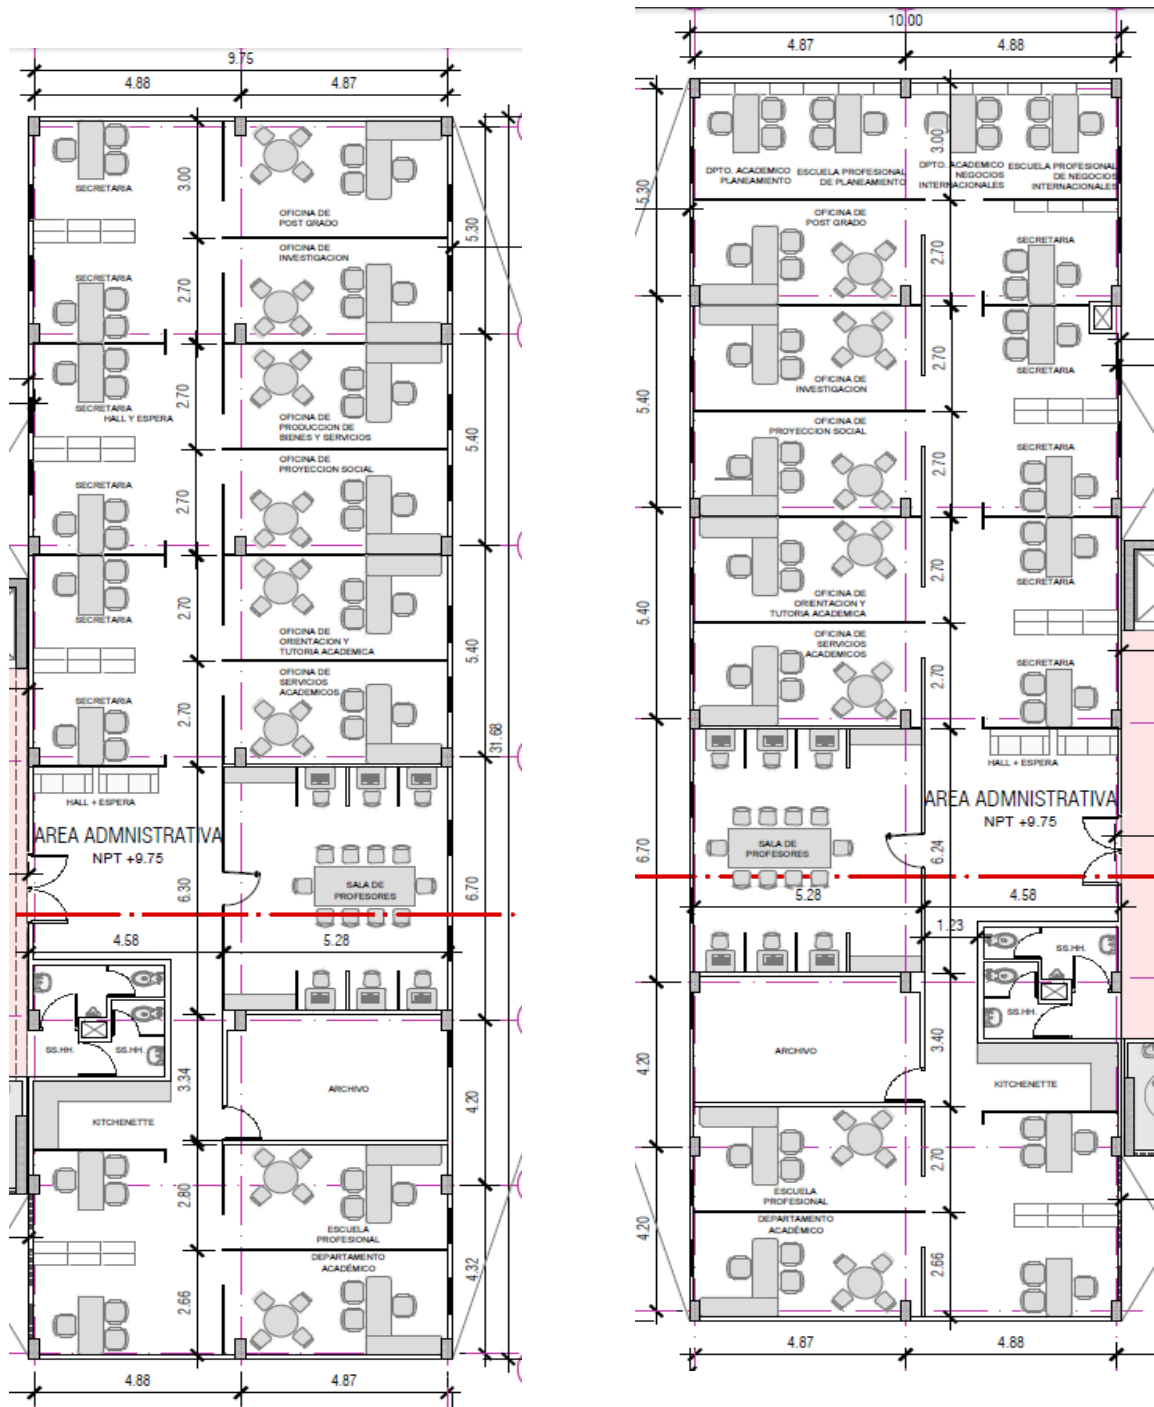 9.75
4.88
4.87
3.00
SECRETARIA
OFICINA DE
POST GRADO
5.30
OFICINA DE
INVESTIGACION
SECRETARIA
2.70
2.70
SECRETARIA
HALL Y ESPERA
OFICINA DE
PRODUCCION DE
BIENES Y SERVICIOS
5.40
OFICINA DE
PROYECCION SOCIAL
SECRETARIA
2.70
2.70
SECRETARIA
OFICINA DE
ORIENTACION Y
TUTORIA ACADEMICA
5.40
OFICINA DE
SERVICIOS
ACADEMICOS
SECRETARIA
2.70
31.68
HALL + ESPERA
AREA ADMNISTRATIVA
NPT +9.75
6.30
SALA DE
PROFESORES
6.70
4.58
5.28
SS.HH.
SS.HH.
3.34
ARCHIVO
4.20
KITCHENETTE
2.80
ESCUELA
PROFESIONAL
DEPARTAMENTO
ACADÉMICO
4.32
2.66
4.88
4.87
10.00
4.87
4.88
3.00
DPTO. ACADEMICO
PLANEAMIENTO
ESCUELA PROFESIONAL
DE PLANEAMIENTO
DPTO. ACADEMICO
NEGOCIOS
INTERNACIONALES
ESCUELA PROFESIONAL
DE NEGOCIOS
INTERNACIONALES
5.30
OFICINA DE
POST GRADO
2.70
SECRETARIA
2.70
SECRETARIA
OFICINA DE
INVESTIGACION
5.40
OFICINA DE
PROYECCION SOCIAL
2.70
SECRETARIA
2.70
SECRETARIA
OFICINA DE
ORIENTACION Y
TUTORIA ACADEMICA
5.40
OFICINA DE
SERVICIOS
ACADEMICOS
2.70
SECRETARIA
HALL + ESPERA
AREA ADMNISTRATIVA
NPT +9.75
6.70
SALA DE
PROFESORES
6.24
5.28
4.58
1.23
SS.HH.
SS.HH.
3.40
ARCHIVO
4.20
KITCHENETTE
2.70
ESCUELA
PROFESIONAL
DEPARTAMENTO
ACADÉMICO
4.20
2.66
4.87
4.88